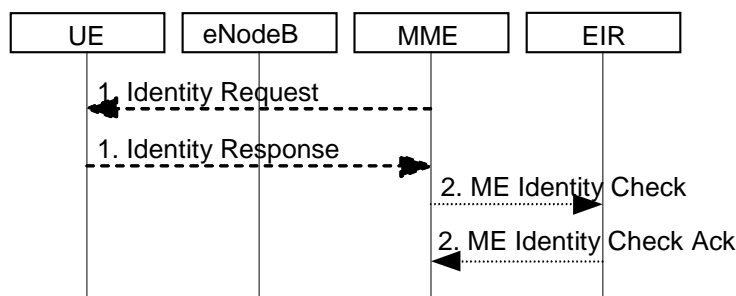 UE
eNodeB
MME
EIR
1. Identity Request
1. Identity Response
2. ME Identity Check
2. ME Identity Check Ack